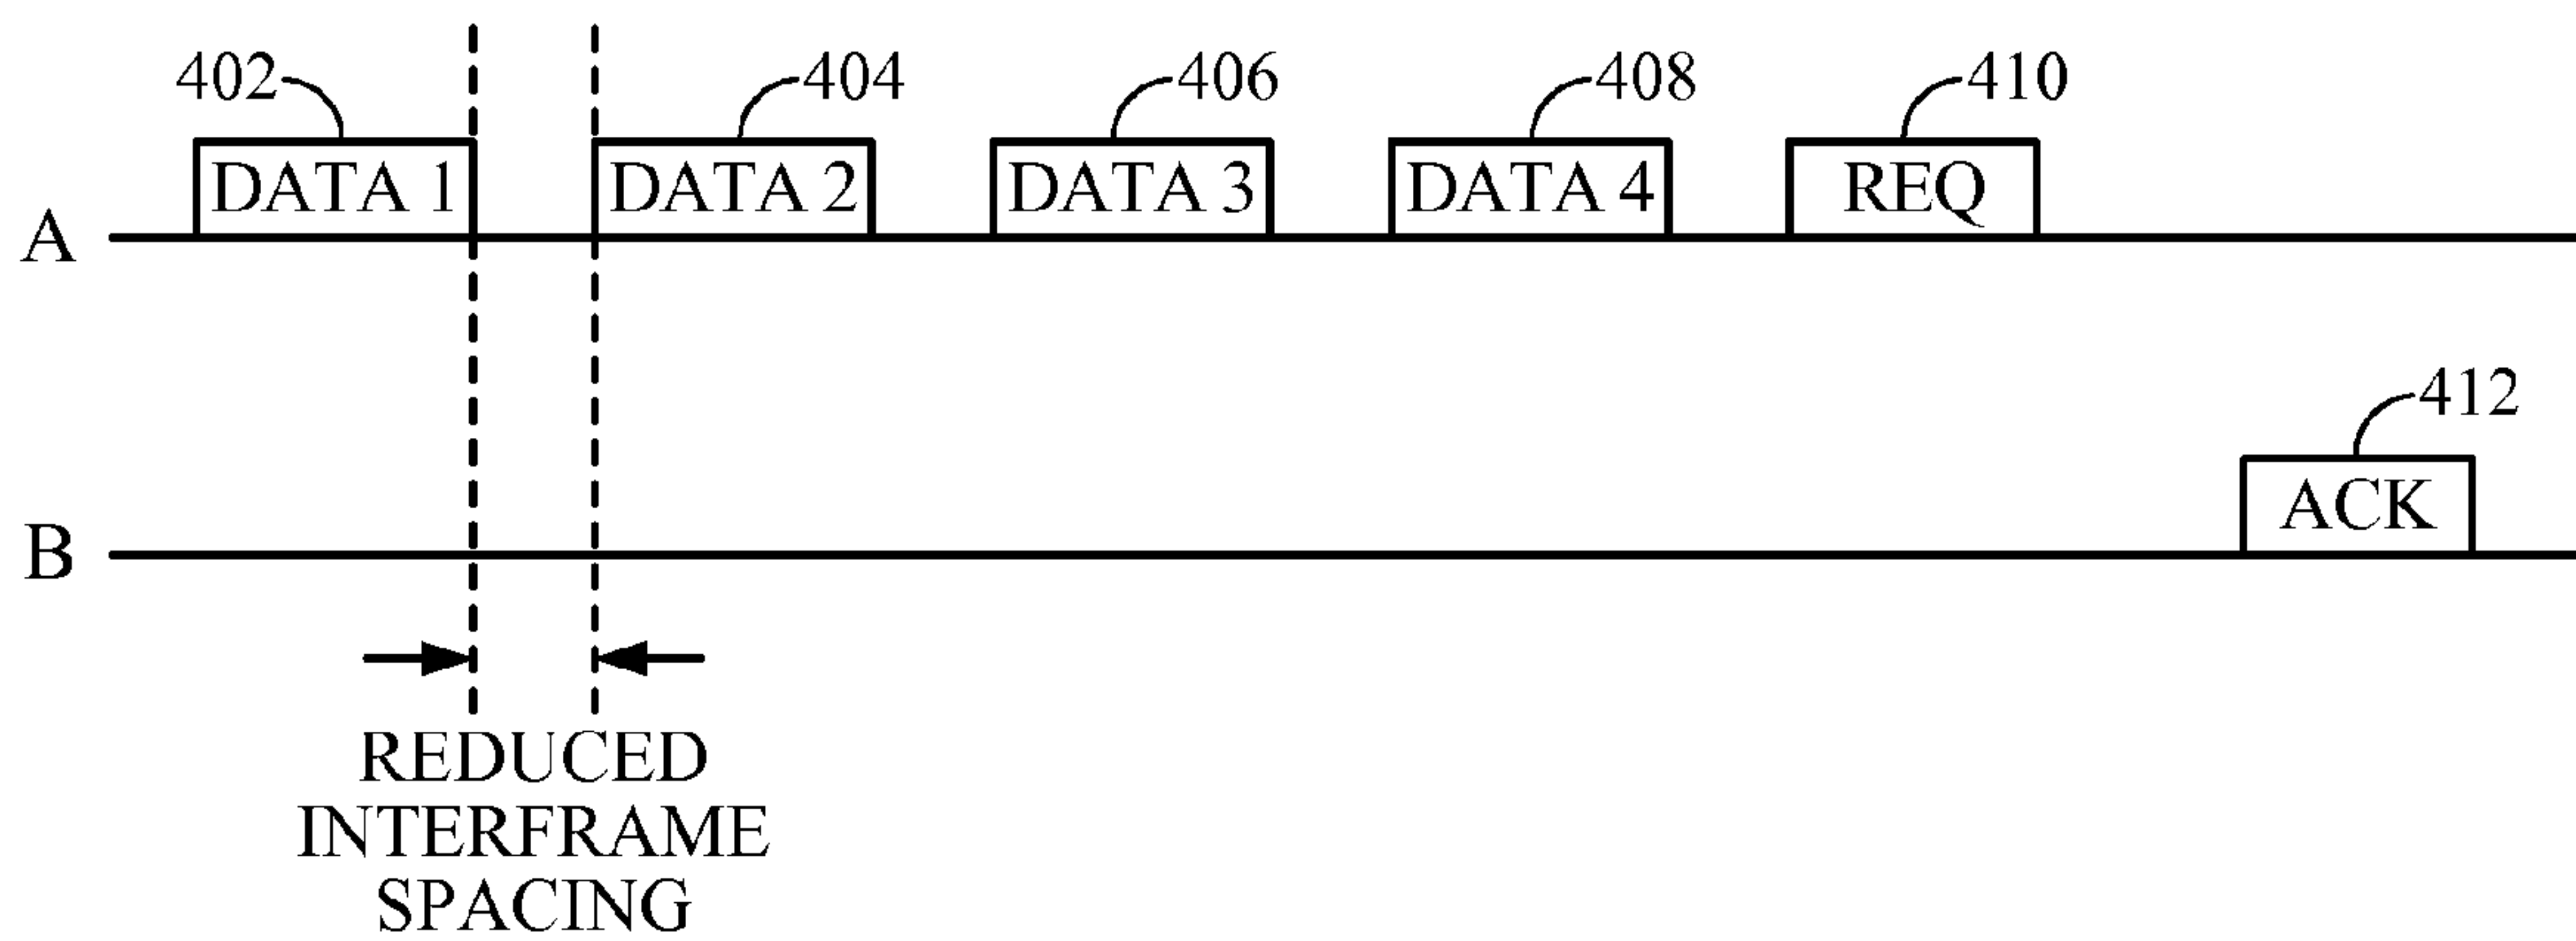 402 404 406 408 410
DATA 1 DATA 2 DATA 3 DATA 4 REQ
A
412
ACK
B
REDUCED
INTERFRAME
SPACING